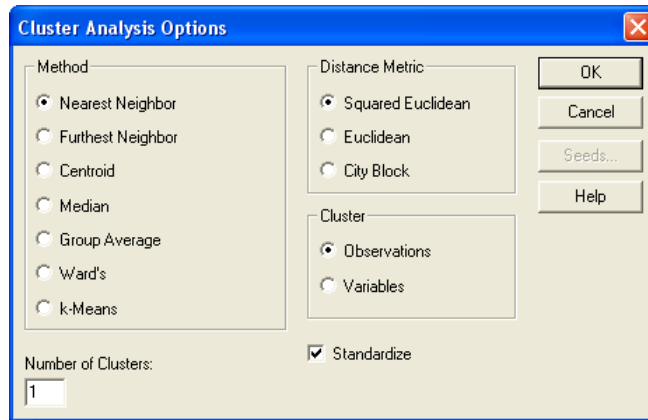 Cluster Analysis Options
Method
Nearest Neighbor
Furthest Neighbor
Centroid
Median
Group Average
Ward's
k-Means
Number of Clusters:
1
Distance Metric
Squared Euclidean
Euclidean
City Block
Cluster
Observations
Variables
Standardize
OK
Cancel
Seeds...
Help